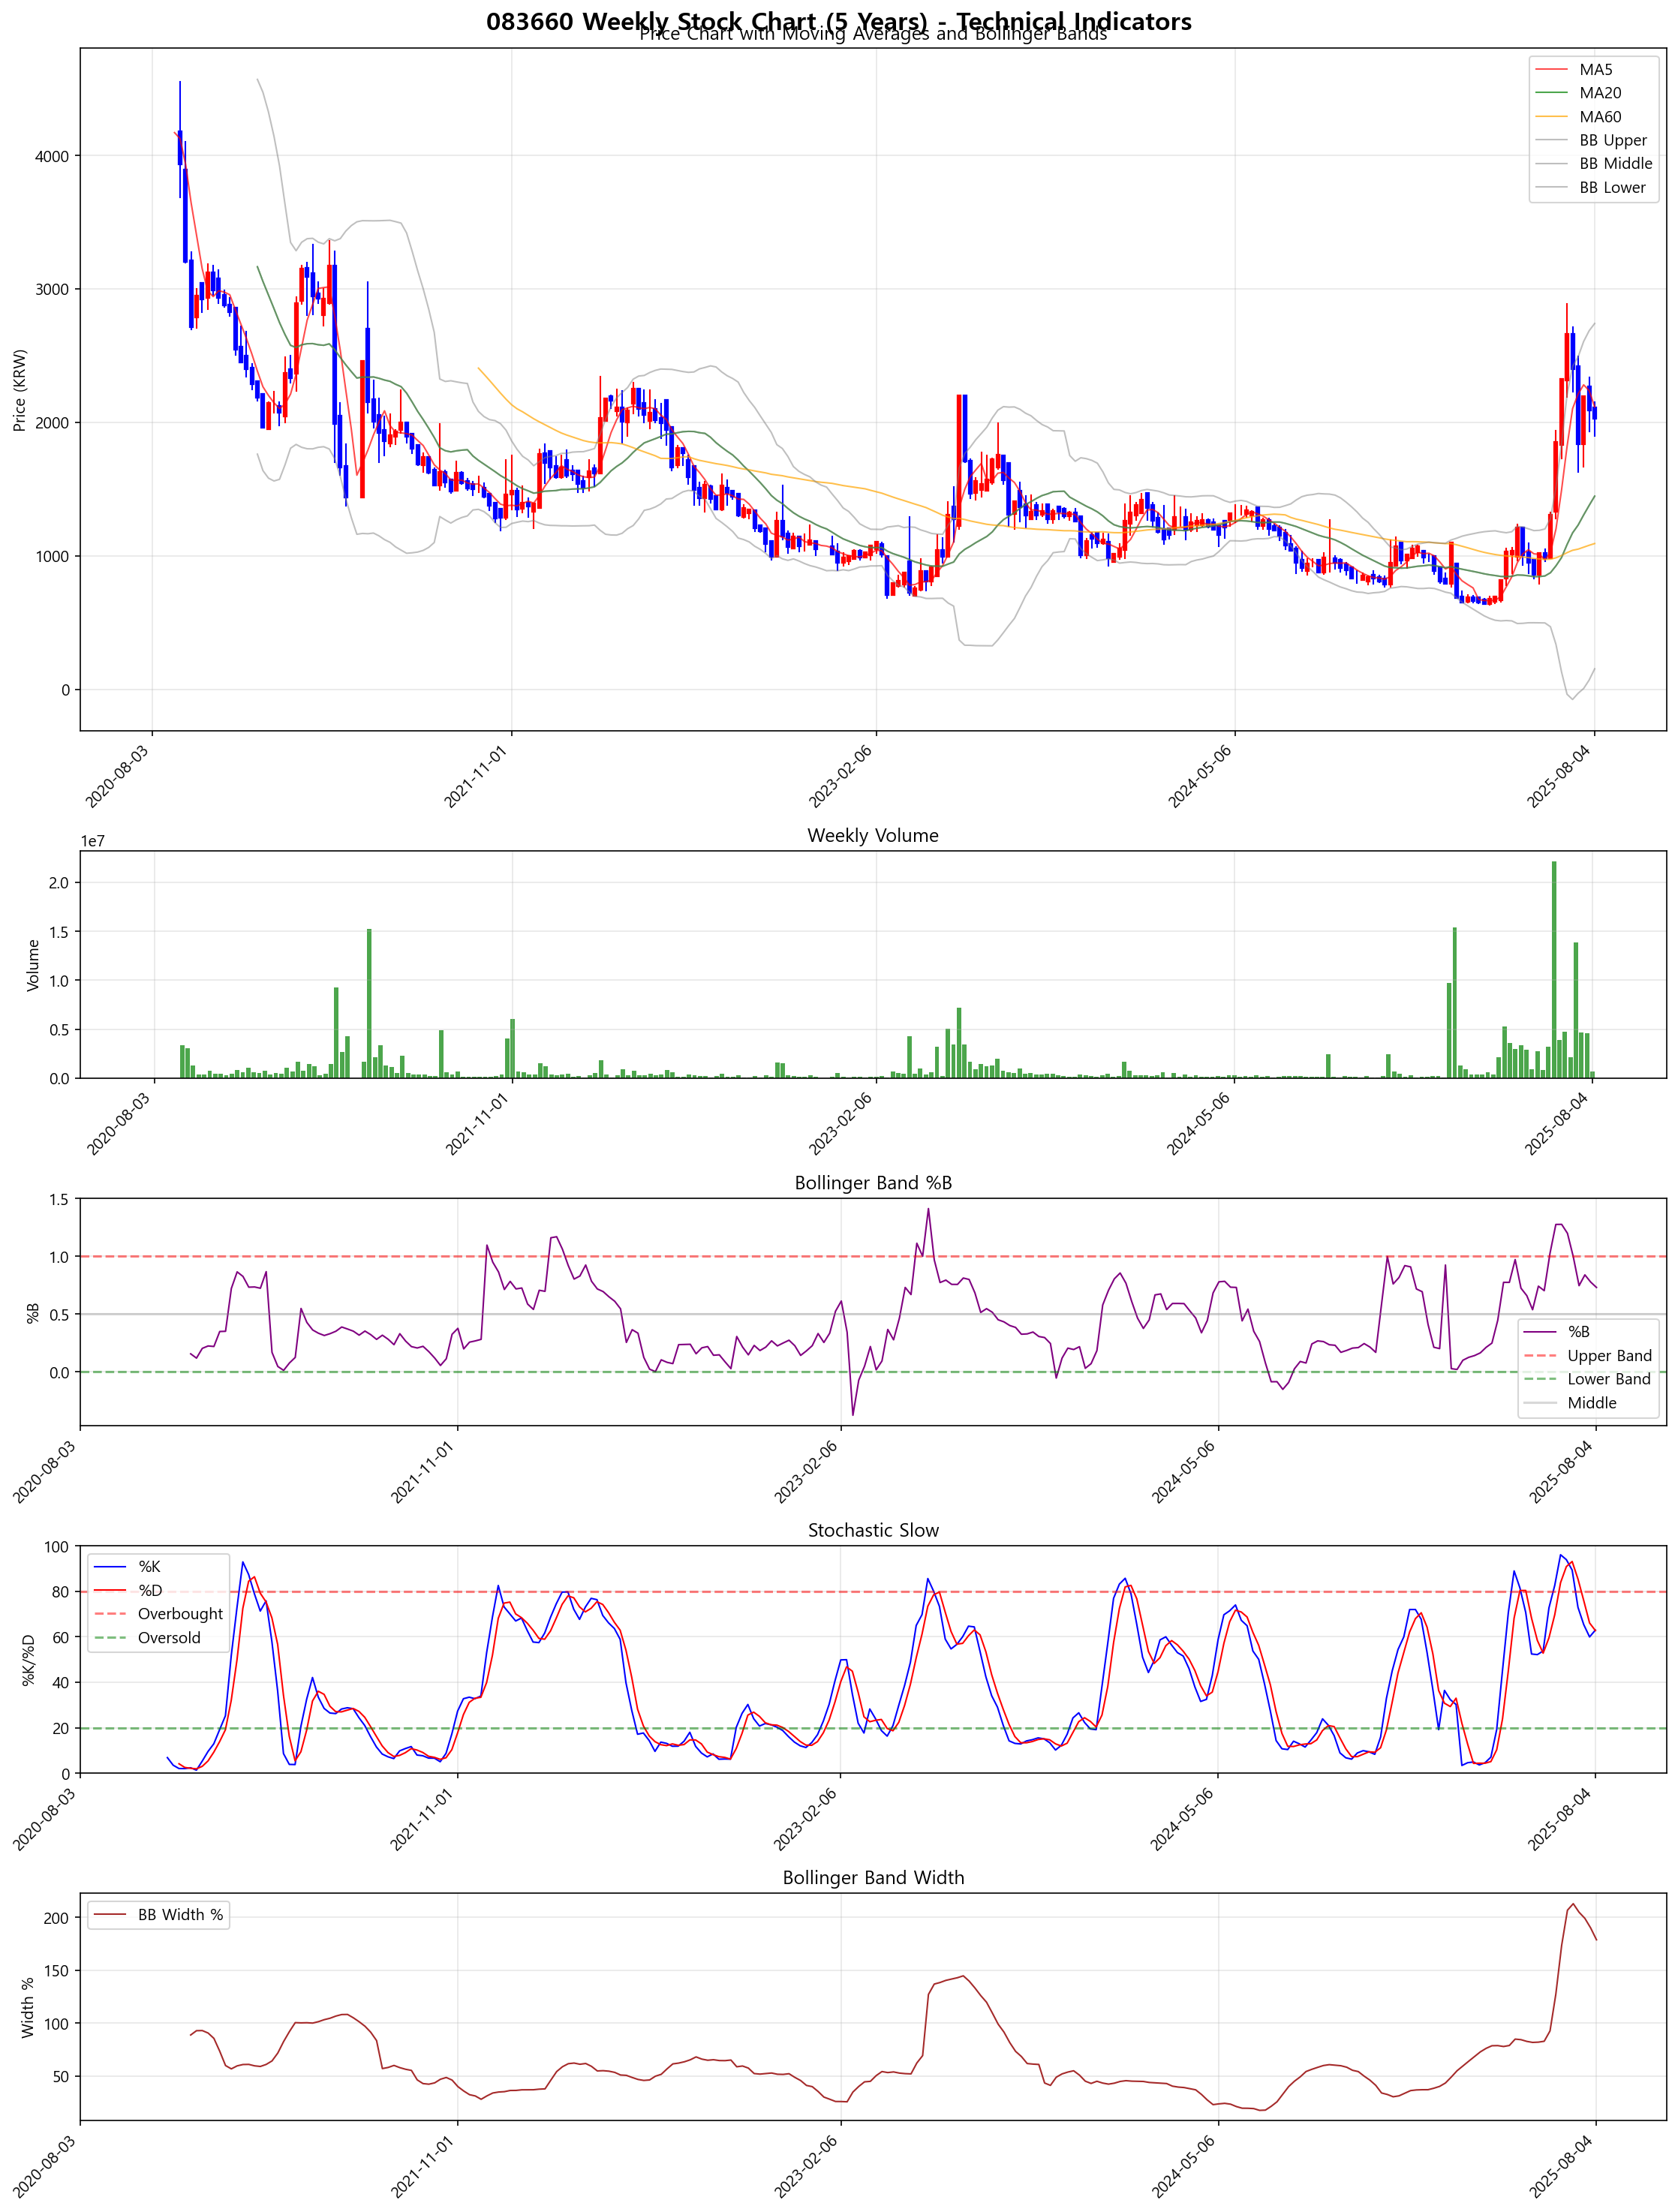 083660 Weekly Stock Chart (5 Years) - Technical Indicators
Price Chart with Moving Averages and Bollinger Bands
MA5
MA20
MA60
BB Upper
BB Middle
BB Lower
Price (KRW)
4000
3000
2000
1000
0
2020-08-03
2021-11-01
2023-02-06
2024-05-06
2025-08-04
Weekly Volume
1e7
Volume
2.0
1.5
1.0
0.5
0.0
2020-08-03
2021-11-01
2023-02-06
2024-05-06
2025-08-04
Bollinger Band %B
%B
1.5
1.0
0.5
0.0
%B
Upper Band
Lower Band
Middle
2020-08-03
2021-11-01
2023-02-06
2024-05-06
2025-08-04
Stochastic Slow
%K/%D
100
80
60
40
20
0
%K
%D
Overbought
Oversold
2020-08-03
2021-11-01
2023-02-06
2024-05-06
2025-08-04
Bollinger Band Width
Width %
200
150
100
50
BB Width %
2020-08-03
2021-11-01
2023-02-06
2024-05-06
2025-08-04